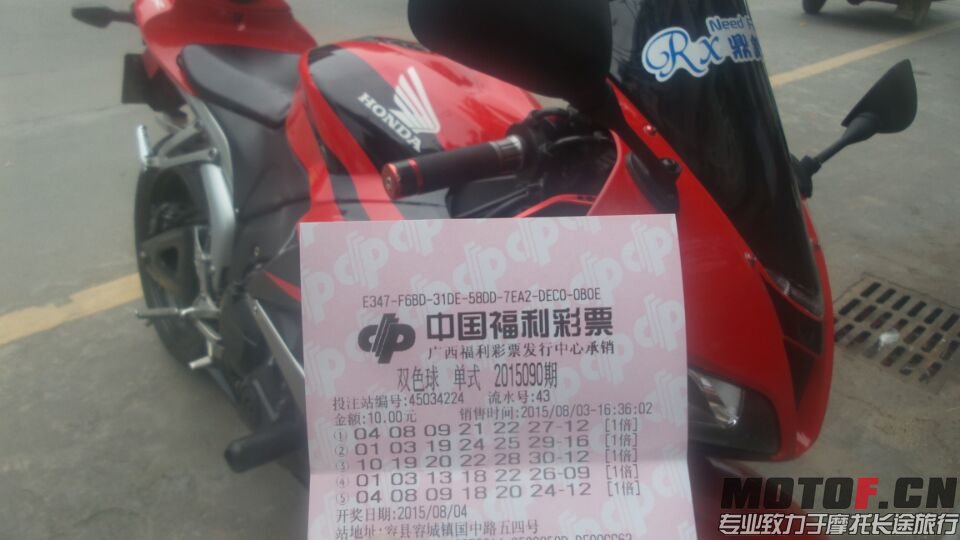 Need
Rx 鼎
HONDA
E347-F6BD-31DE-58DD-7EA2-DEC0-0B0E
中国福利彩票
广西福利彩票发行中心承销
双色球 单式 2015090期
投注站编号:45034224 流水号:43
金额:10.00元 销售时间:2015/08/03-16:36:02
① 04 08 09 21 22 27-12 [1倍]
② 01 03 19 24 25 29-16 [1倍]
③ 10 19 20 22 28 30-12 [1倍]
④ 01 03 13 18 22 26-09 [1倍]
⑤ 04 08 09 18 20 24-12 [1倍]
开奖日期:2015/08/04
站地址:容县容城镇国中路五四号
MOTOF.CN
专业致力于摩托长途旅行